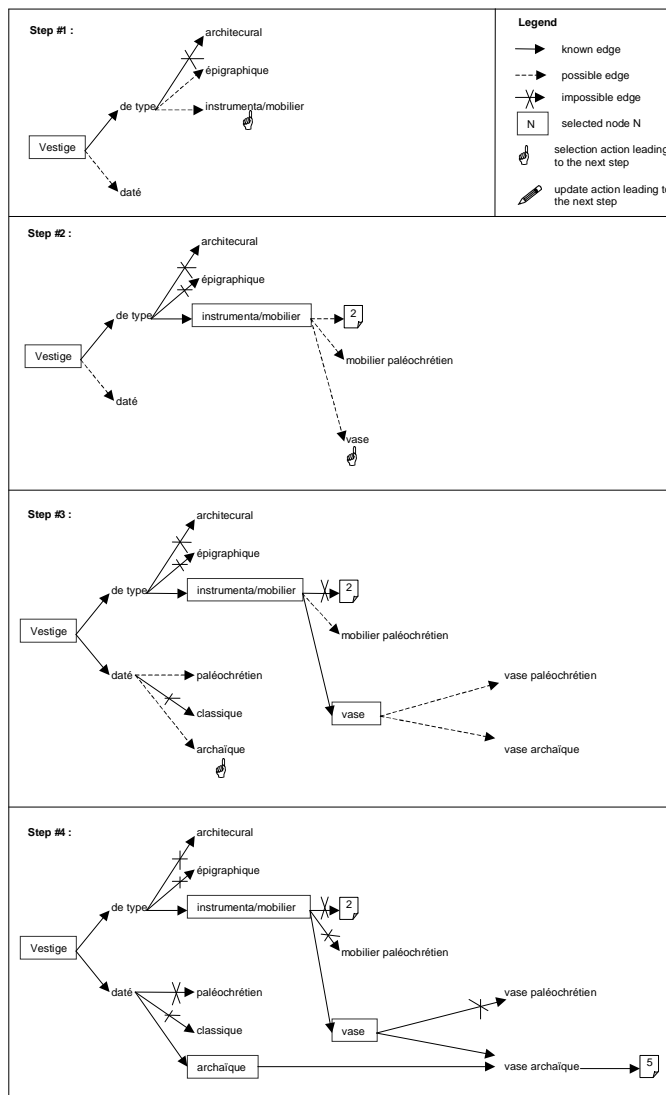 Step #1 :
architecural
épigraphique
de type
instrumenta/mobilier
Vestige
daté
Legend
known edge
possible edge
impossible edge
N
selected node N
selection action leading
to the next step
update action leading to
the next step
Step #2 :
architecural
épigraphique
de type
instrumenta/mobilier
2
Vestige
mobilier paléochrétien
daté
vase
Step #3 :
architecural
épigraphique
de type
instrumenta/mobilier
2
Vestige
mobilier paléochrétien
daté
paléochrétien
vase paléochrétien
classique
vase
archaïque
vase archaïque
Step #4 :
architecural
épigraphique
de type
instrumenta/mobilier
2
Vestige
mobilier paléochrétien
daté
paléochrétien
vase paléochrétien
classique
vase
archaïque
vase archaïque
5